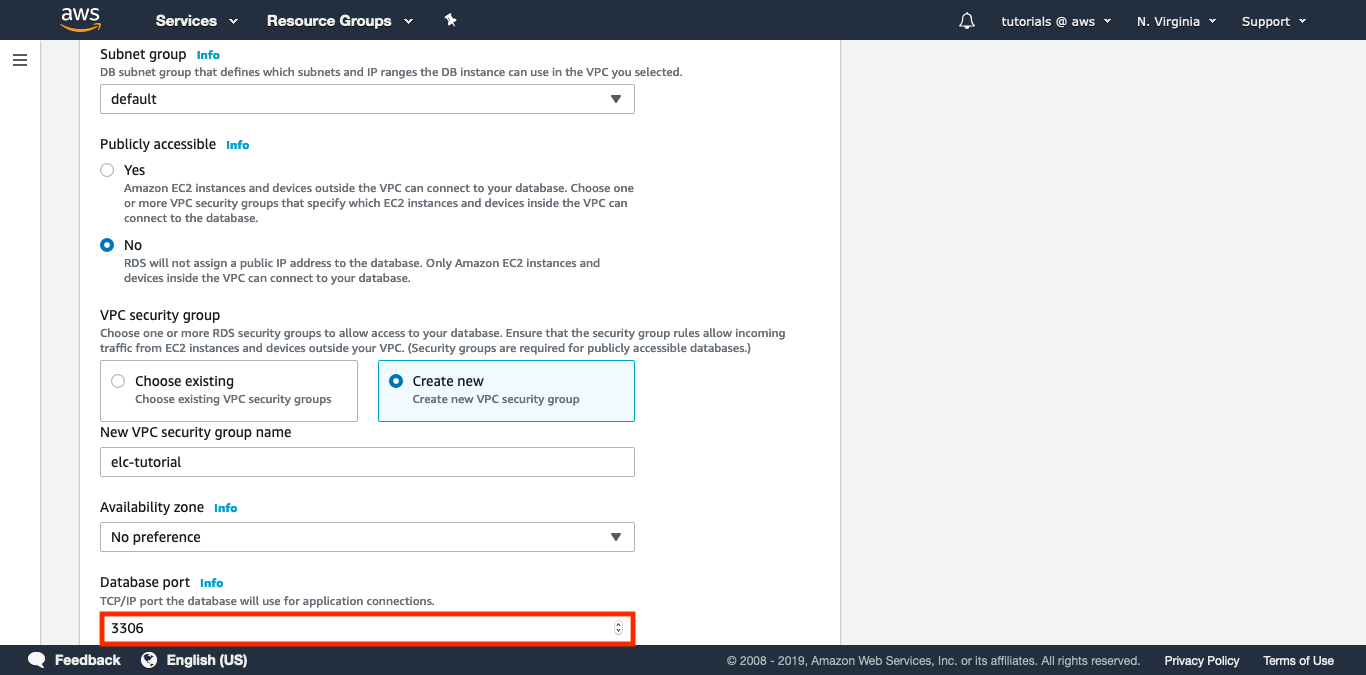 aws Services Resource Groups tutorials @ aws N. Virginia Support
Subnet group Info
DB subnet group that defines which subnets and IP ranges the DB instance can use in the VPC you selected.
default
Publicly accessible Info
Yes
Amazon EC2 instances and devices outside the VPC can connect to your database. Choose one
or more VPC security groups that specify which EC2 instances and devices inside the VPC can
connect to the database.
No
RDS will not assign a public IP address to the database. Only Amazon EC2 instances and
devices inside the VPC can connect to your database.
VPC security group
Choose one or more RDS security groups to allow access to your database. Ensure that the security group rules allow incoming
traffic from EC2 instances and devices outside your VPC. (Security groups are required for publicly accessible databases.)
Choose existing
Choose existing VPC security groups
Create new
Create new VPC security group
New VPC security group name
elc-tutorial
Availability zone Info
No preference
Database port Info
TCP/IP port the database will use for application connections.
3306
Feedback English (US) © 2008 - 2019, Amazon Web Services, Inc. or its affiliates. All rights reserved. Privacy Policy Terms of Use